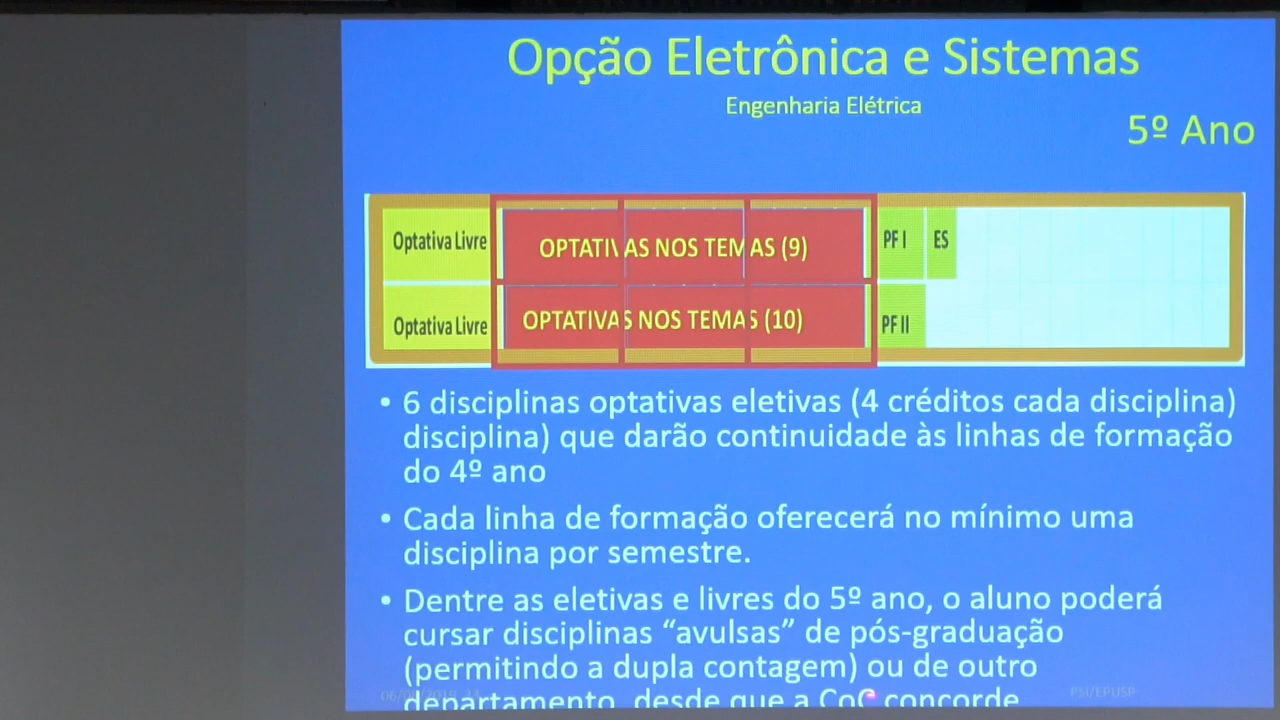 Opção Eletrônica e Sistemas
Engenharia Elétrica
5º Ano
Optativa Livre
OPTATIVAS NOS TEMAS (9)
PF I
ES
Optativa Livre
OPTATIVAS NOS TEMAS (10)
PF II
• 6 disciplinas optativas eletivas (4 créditos cada disciplina)
disciplina) que darão continuidade às linhas de formação
do 4º ano
• Cada linha de formação oferecerá no mínimo uma
disciplina por semestre.
• Dentre as eletivas e livres do 5º ano, o aluno poderá
cursar disciplinas “avulsas” de pós-graduação
(permitindo a dupla contagem) ou de outro
departamento, desde que a CoC concorde
PSI/EPUSP